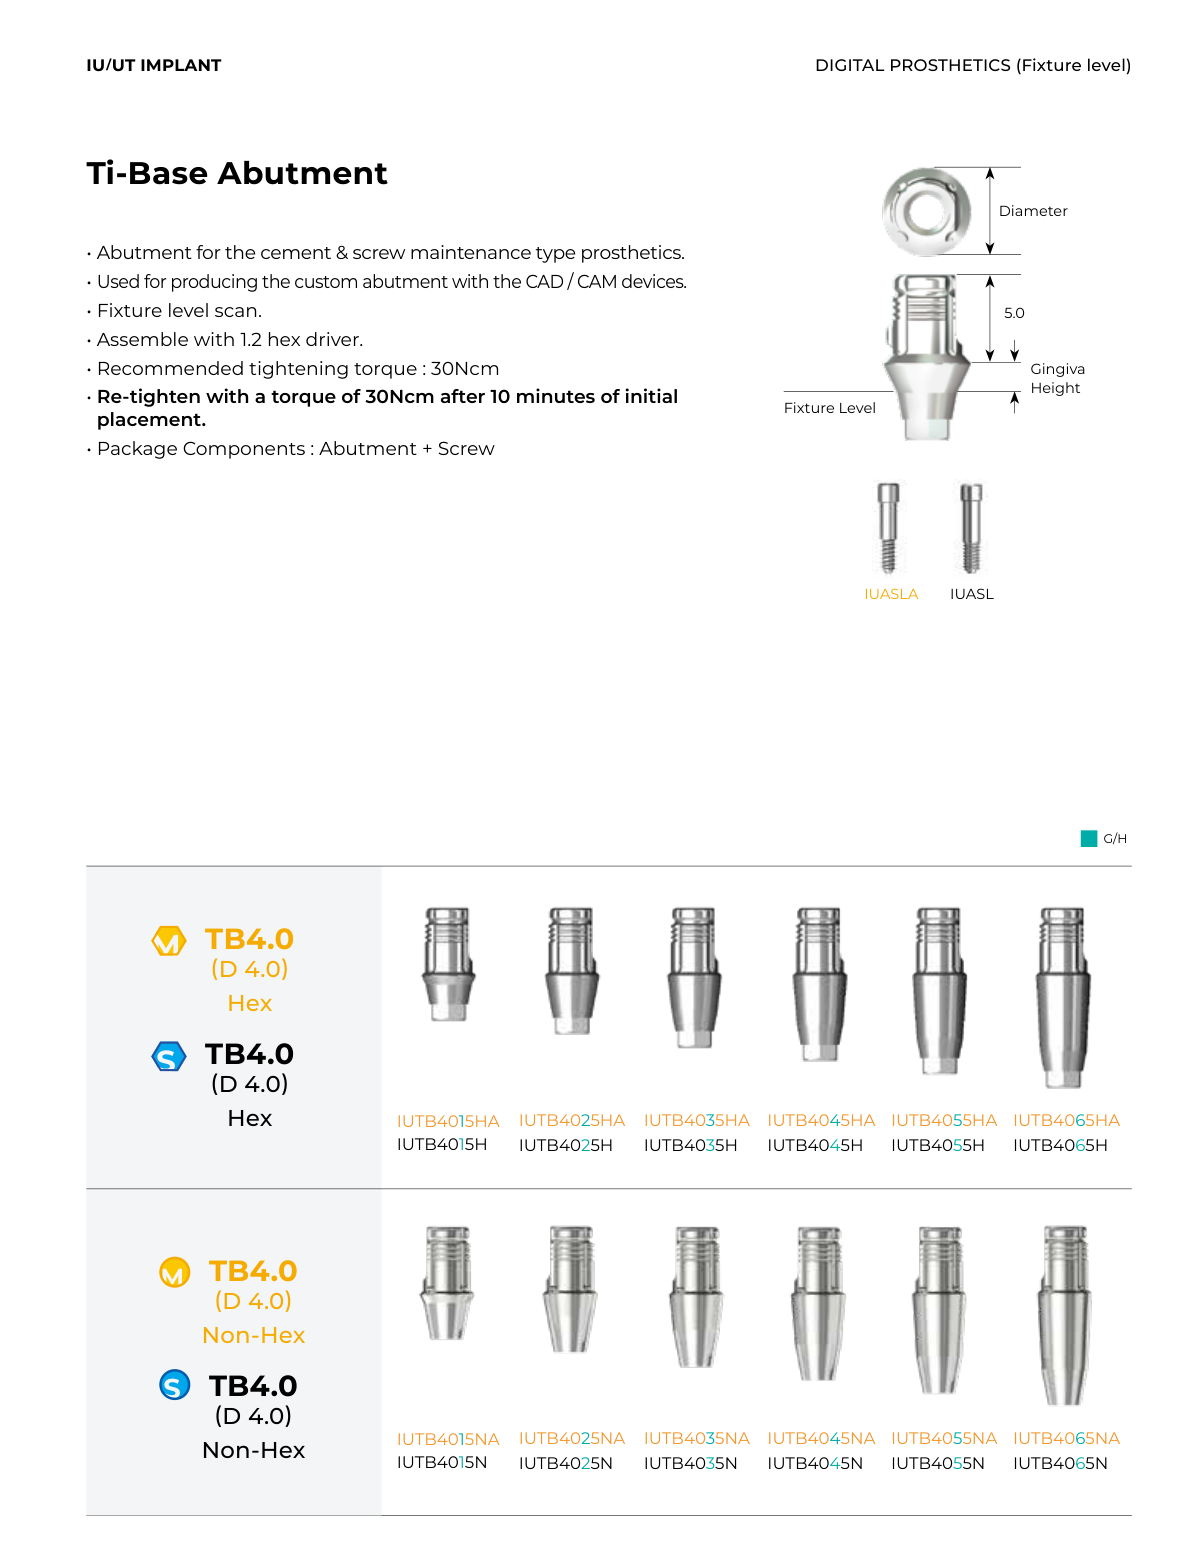 IU/UT IMPLANT
DIGITAL PROSTHETICS (Fixture level)
Ti-Base Abutment
• Abutment for the cement & screw maintenance type prosthetics.
• Used for producing the custom abutment with the CAD / CAM devices.
• Fixture level scan.
• Assemble with 1.2 hex driver.
• Recommended tightening torque : 30Ncm
• Re-tighten with a torque of 30Ncm after 10 minutes of initial
placement.
• Package Components : Abutment + Screw
Diameter
5.0
Gingiva
Height
Fixture Level
IUASLA IUASL
G/H
M TB4.0
(D 4.0)
Hex
S TB4.0
(D 4.0)
Hex
IUTB4015HA IUTB4025HA IUTB4035HA IUTB4045HA IUTB4055HA IUTB4065HA
IUTB4015H IUTB4025H IUTB4035H IUTB4045H IUTB4055H IUTB4065H
M TB4.0
(D 4.0)
Non-Hex
S TB4.0
(D 4.0)
Non-Hex
IUTB4015NA IUTB4025NA IUTB4035NA IUTB4045NA IUTB4055NA IUTB4065NA
IUTB4015N IUTB4025N IUTB4035N IUTB4045N IUTB4055N IUTB4065N